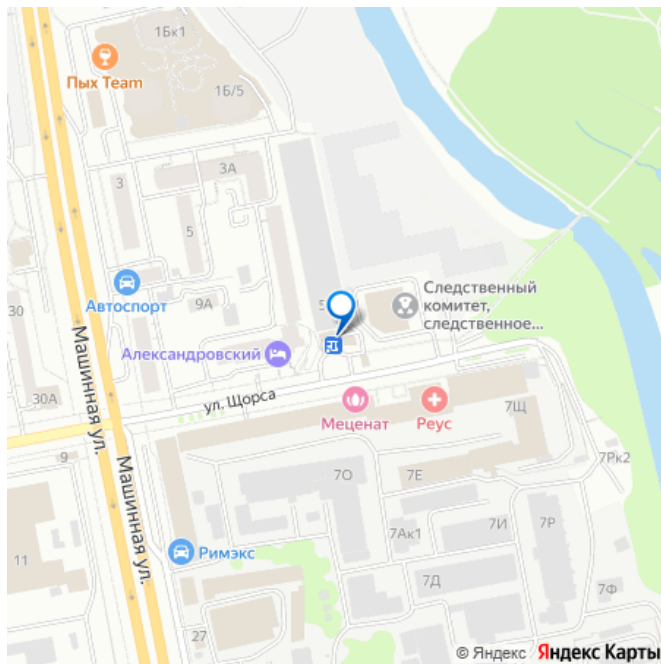 1Бк1
Пых Team
1Б/5
3А
3
5
Автоспорт
9А
30
5
Следственный
комитет,
следственное...
Александровский
Машинная ул.
30А
ул. Щорса
Меценат
Реус
7Щ
9
Машинная ул.
7О
7Е
7Рк2
11
Римэкс
7Ак1
7И
7Р
7Д
7Ф
27
© Яндекс Яндекс Карты